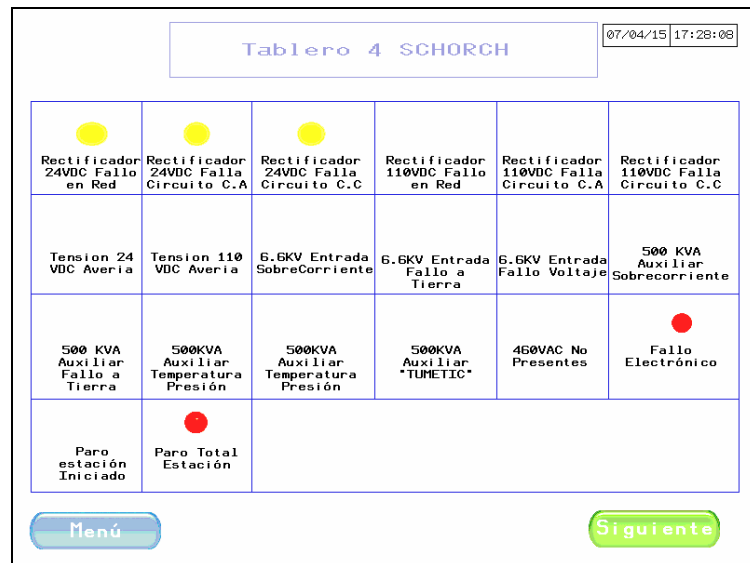 Tablero 4 SCHORCH
07/04/15 17:28:08
Rectificador
24VDC Fallo
en Red
Rectificador
24VDC Falla
Circuito C.A
Rectificador
24VDC Falla
Circuito C.C
Rectificador
110VDC Fallo
en Red
Rectificador
110VDC Falla
Circuito C.A
Rectificador
110VDC Falla
Circuito C.C
Tension 24
VDC Averia
Tension 110
VDC Averia
6.6KV Entrada
SobreCorriente
6.6KV Entrada
Fallo a
Tierra
6.6KV Entrada
Fallo Voltaje
500 KVA
Auxiliar
Sobrecorriente
500 KVA
Auxiliar
Fallo a
Tierra
500KVA
Auxiliar
Temperatura
Presión
500KVA
Auxiliar
Temperatura
Presión
500KVA
Auxiliar
"TUMETIC"
460VAC No
Presentes
Fallo
Electrónico
Paro
estación
Iniciado
Paro Total
Estación
Menú
Siguiente